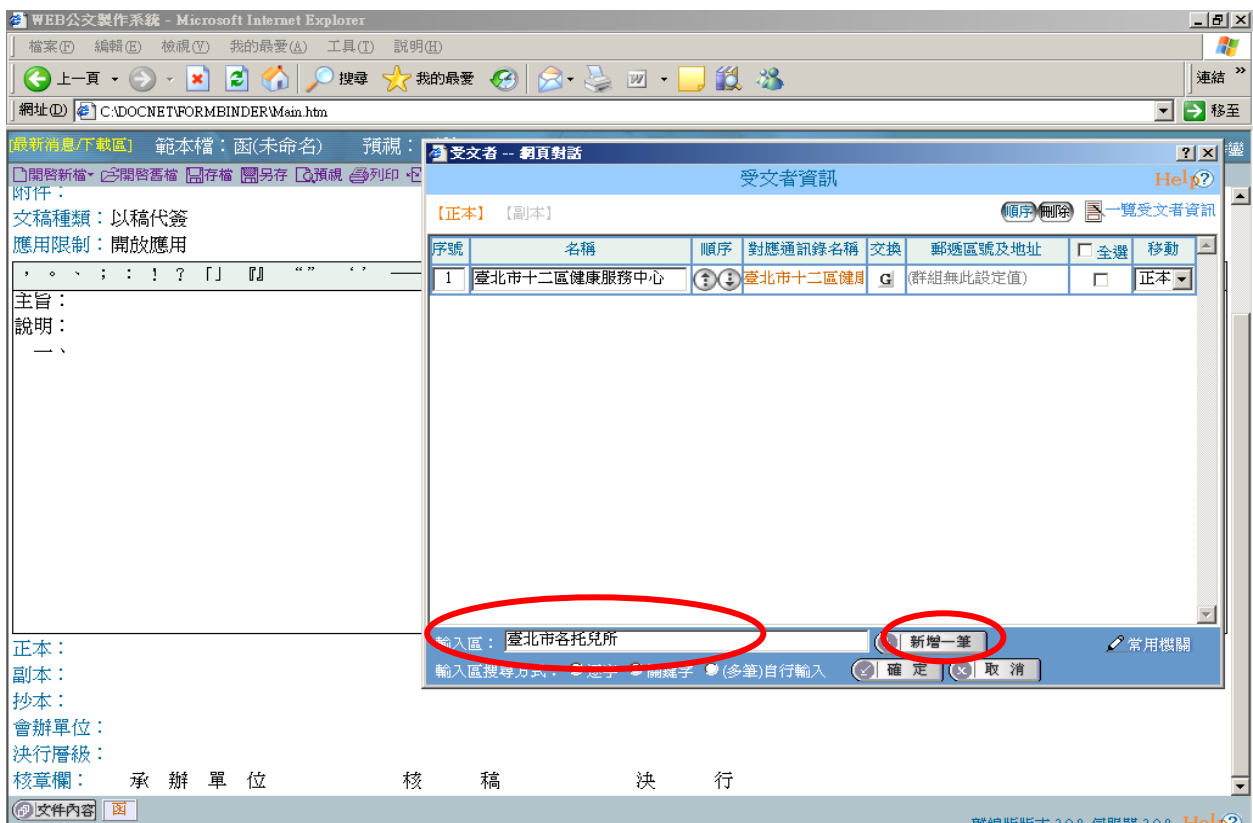 WEB公文製作系統 - Microsoft Internet Explorer
檔案(F) 編輯(E) 檢視(V) 我的最愛(A) 工具(T) 說明(H)
上一頁 搜尋 我的最愛 連結 »
網址(D) C:\DOCNET\FORMBINDER\Main.htm 移至
[最新消息/下載區] 範本檔：函(未命名) 預視：
開啓新檔 開啓舊檔 存檔 另存 預視 列印
附件：
文稿種類：以稿代簽
應用限制：開放應用
，。、；：！？「」『』“”‘’
主旨：
說明：
一、
受文者 -- 網頁對話
受文者資訊 Help?
【正本】 【副本】 順序 刪除 一覽受文者資訊
序號 名稱 順序 對應通訊錄名稱 交換 郵遞區號及地址 全選 移動
1 臺北市十二區健康服務中心 臺北市十二區健康 G (群組無此設定值) 正本
輸入區：臺北市各托兒所 新增一筆 常用機關
輸入區搜尋方式： 逐字 關鍵字 (多筆)自行輸入 確 定 取 消
正本：
副本：
抄本：
會辦單位：
決行層級：
核章欄： 承 辦 單 位 核 稿 決 行
文件內容 函
Help?